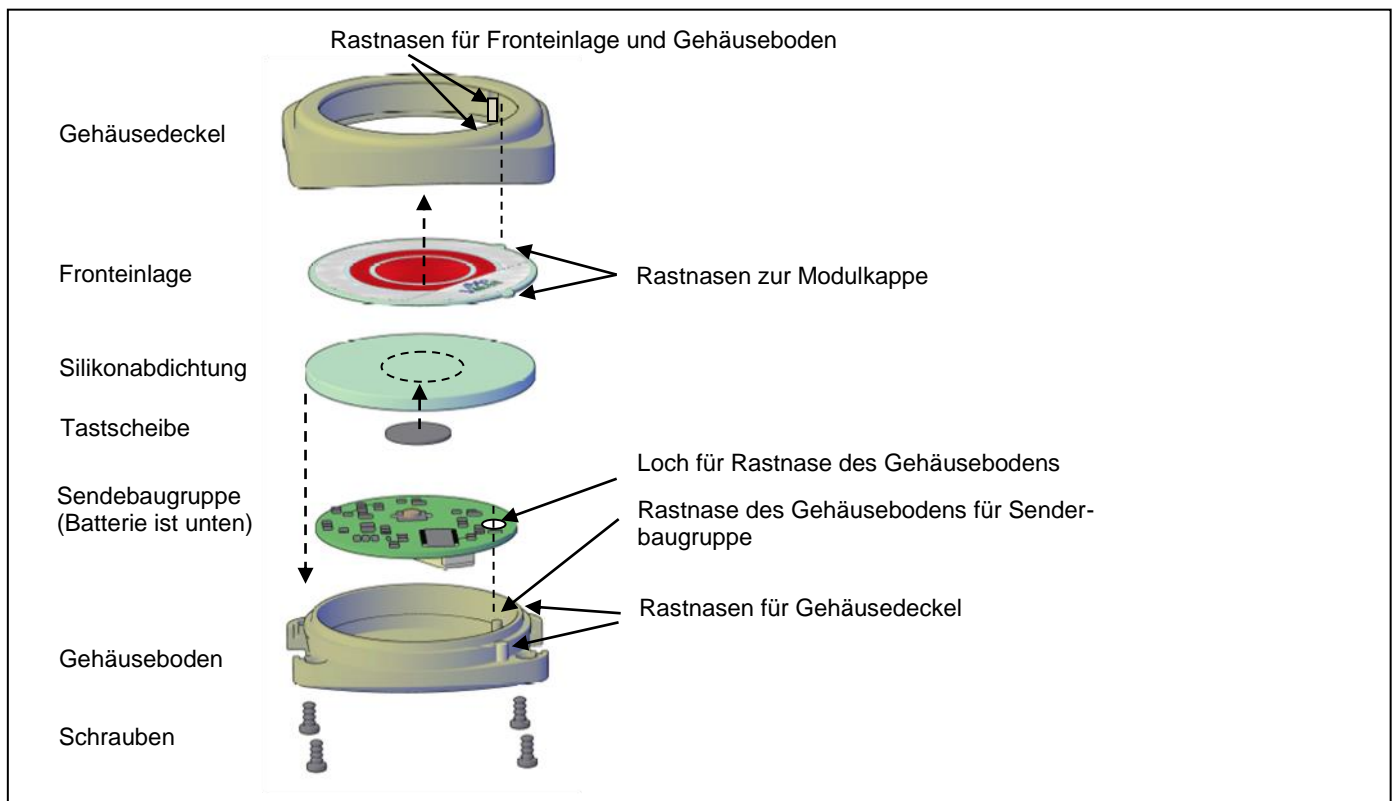 Rastnasen für Fronteinlage und Gehäuseboden
Gehäusedeckel
Fronteinlage
Rastnasen zur Modulkappe
Silikonabdichtung
Tastscheibe
Loch für Rastnase des Gehäusebodens
Sendebaugruppe
(Batterie ist unten)
Rastnase des Gehäusebodens für Sender-
baugruppe
Rastnasen für Gehäusedeckel
Gehäuseboden
Schrauben